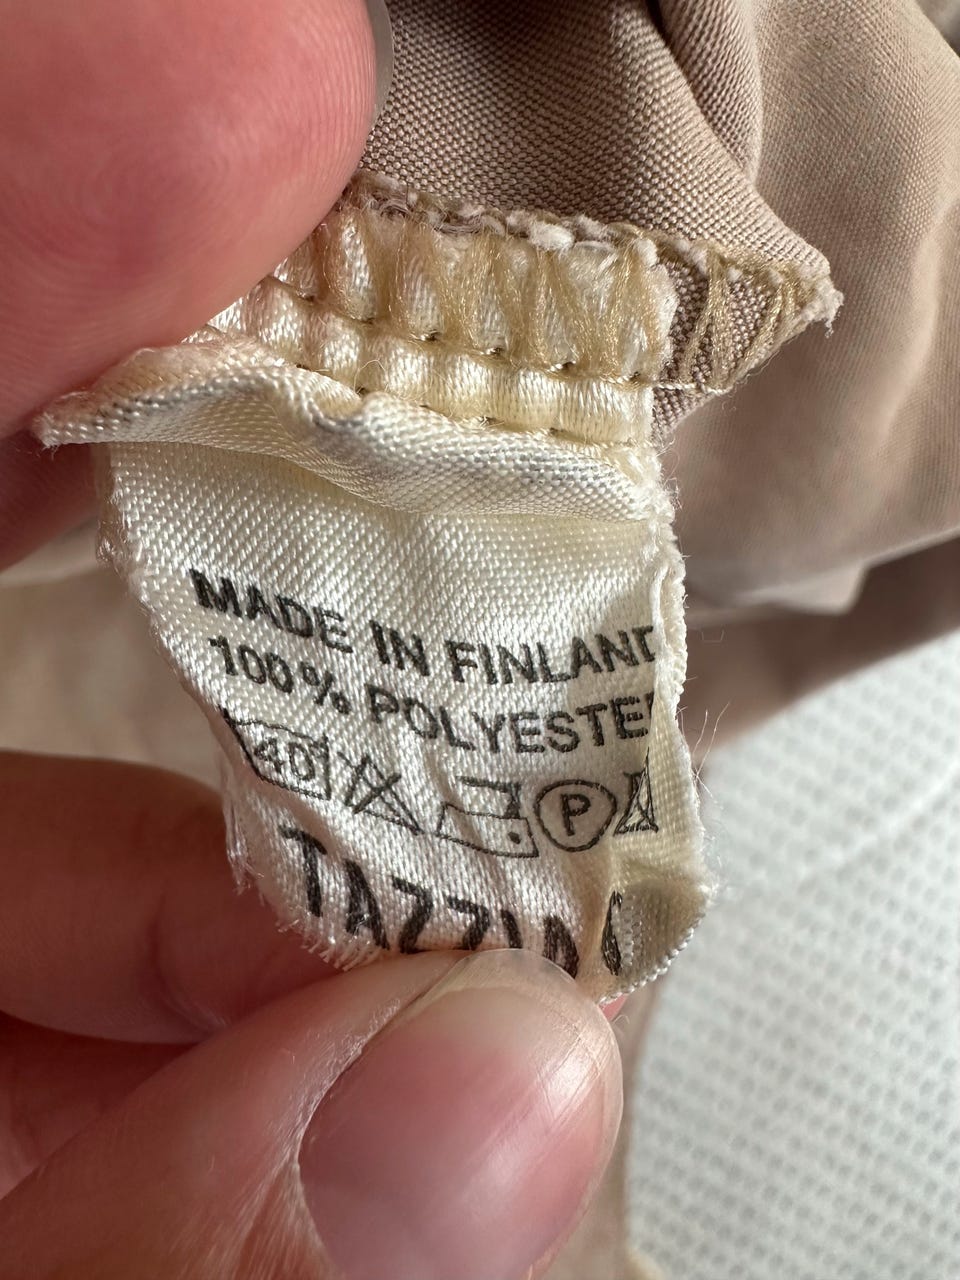 MADE IN FINLAND
100% POLYESTER
40 P